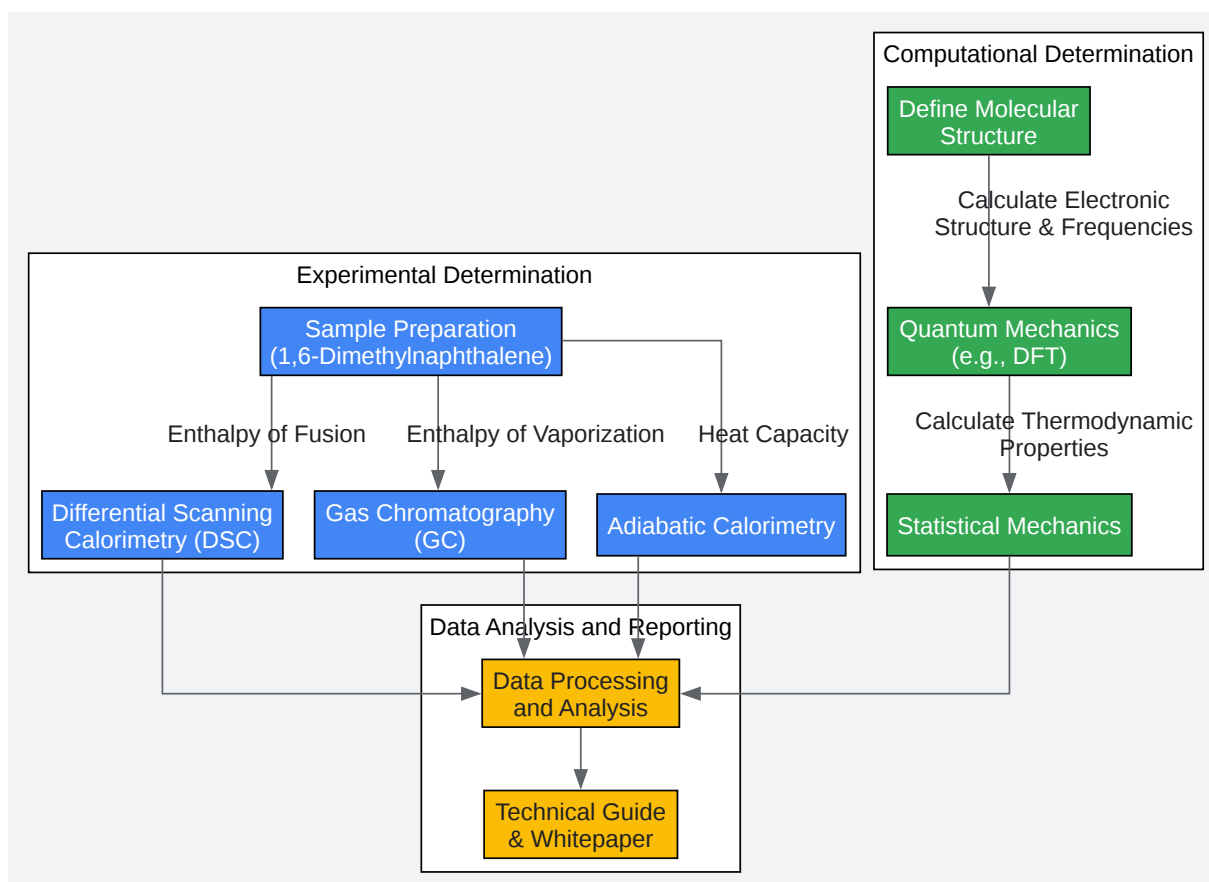 Computational Determination
Define Molecular
Structure
Calculate Electronic
Structure & Frequencies
Quantum Mechanics
(e.g., DFT)
Calculate Thermodynamic
Properties
Statistical Mechanics
Experimental Determination
Sample Preparation
(1,6-Dimethylnaphthalene)
Enthalpy of Fusion
Enthalpy of Vaporization
Heat Capacity
Differential Scanning
Calorimetry (DSC)
Gas Chromatography
(GC)
Adiabatic Calorimetry
Data Analysis and Reporting
Data Processing
and Analysis
Technical Guide
& Whitepaper